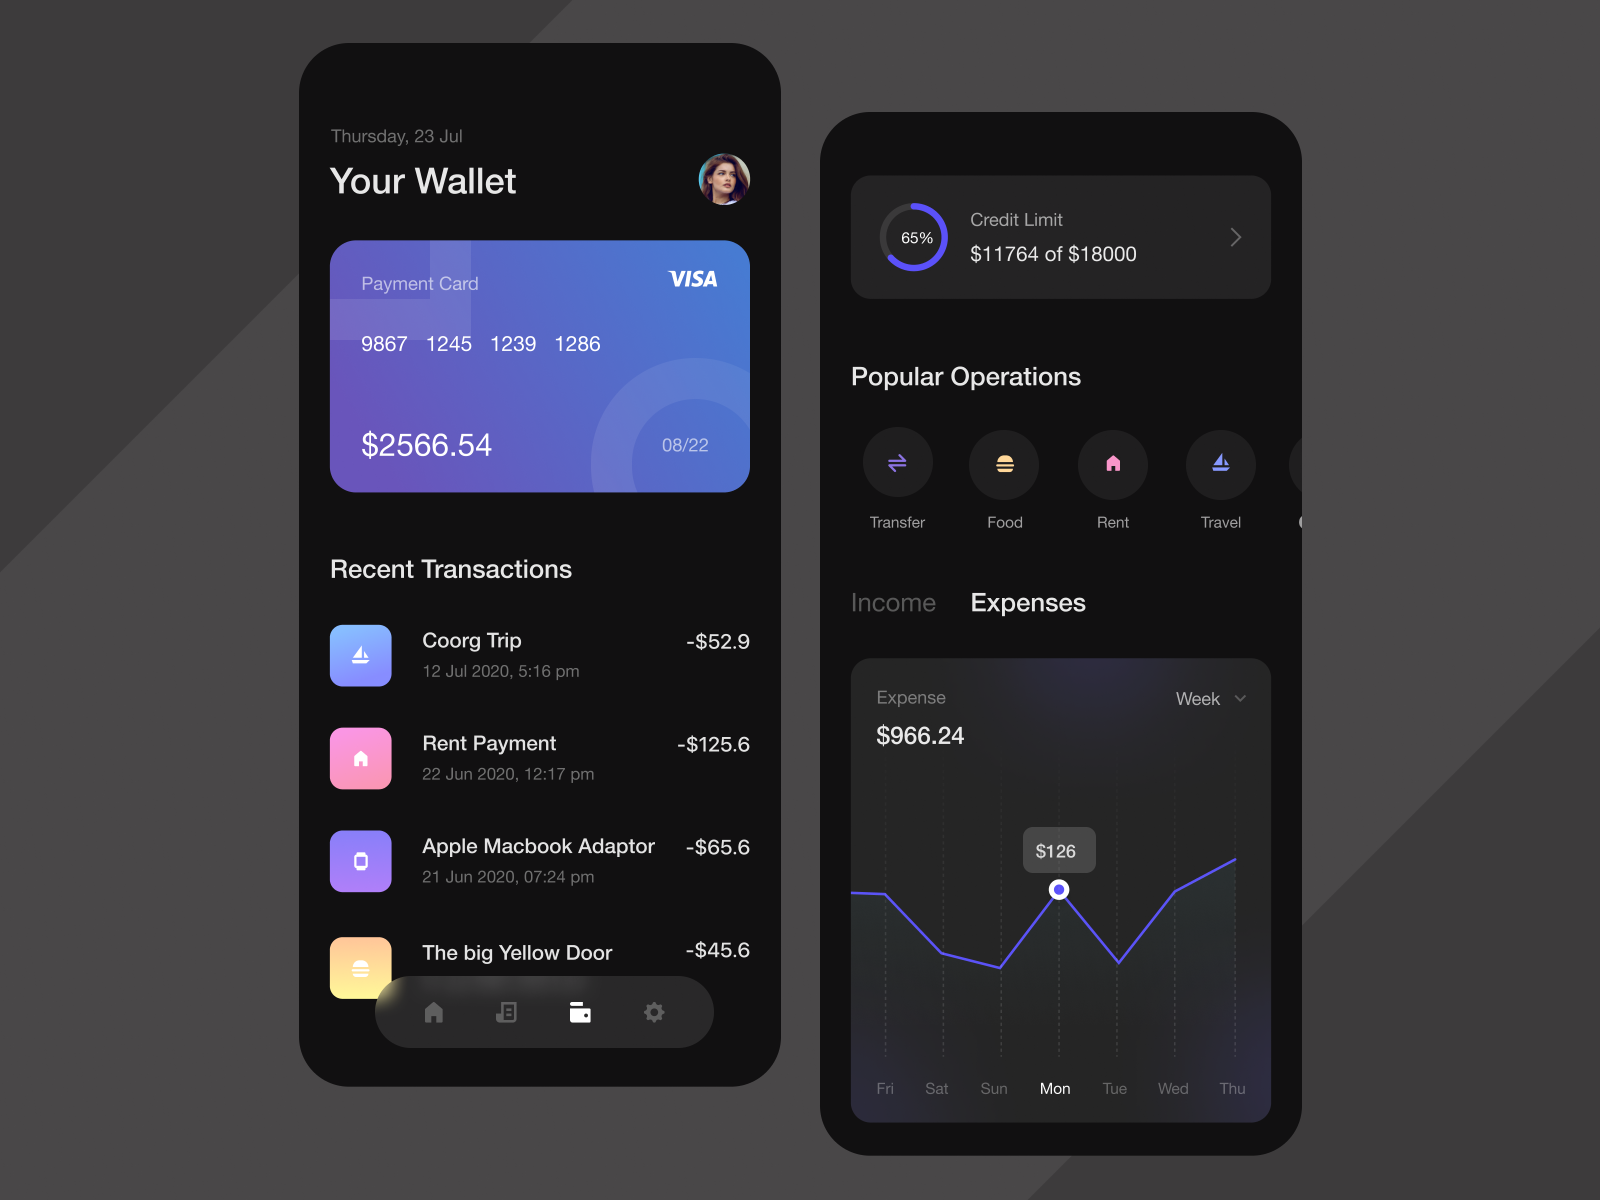 Thursday, 23 Jul
Your Wallet
Payment Card
VISA
9867 1245 1239 1286
$2566.54
08/22
Recent Transactions
Coorg Trip
-$52.9
12 Jul 2020, 5:16 pm
Rent Payment
-$125.6
22 Jun 2020, 12:17 pm
Apple Macbook Adaptor
-$65.6
21 Jun 2020, 07:24 pm
The big Yellow Door
-$45.6
65%
Credit Limit
$11764 of $18000
Popular Operations
Transfer
Food
Rent
Travel
Income
Expenses
Expense
Week
$966.24
$126
Fri Sat Sun Mon Tue Wed Thu